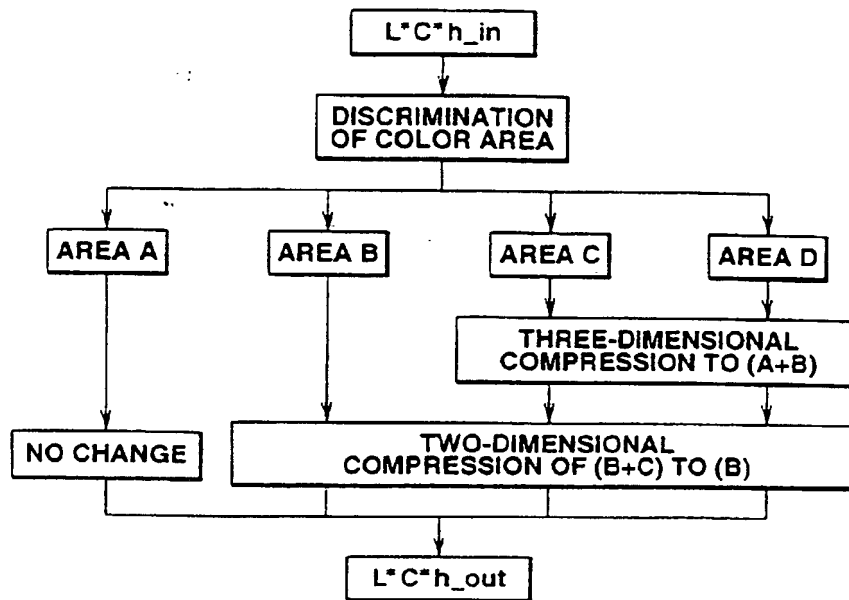 L*C*h_in
DISCRIMINATION
OF COLOR AREA
AREA A
AREA B
AREA C
AREA D
THREE-DIMENSIONAL
COMPRESSION TO (A+B)
NO CHANGE
TWO-DIMENSIONAL
COMPRESSION OF (B+C) TO (B)
L*C*h_out